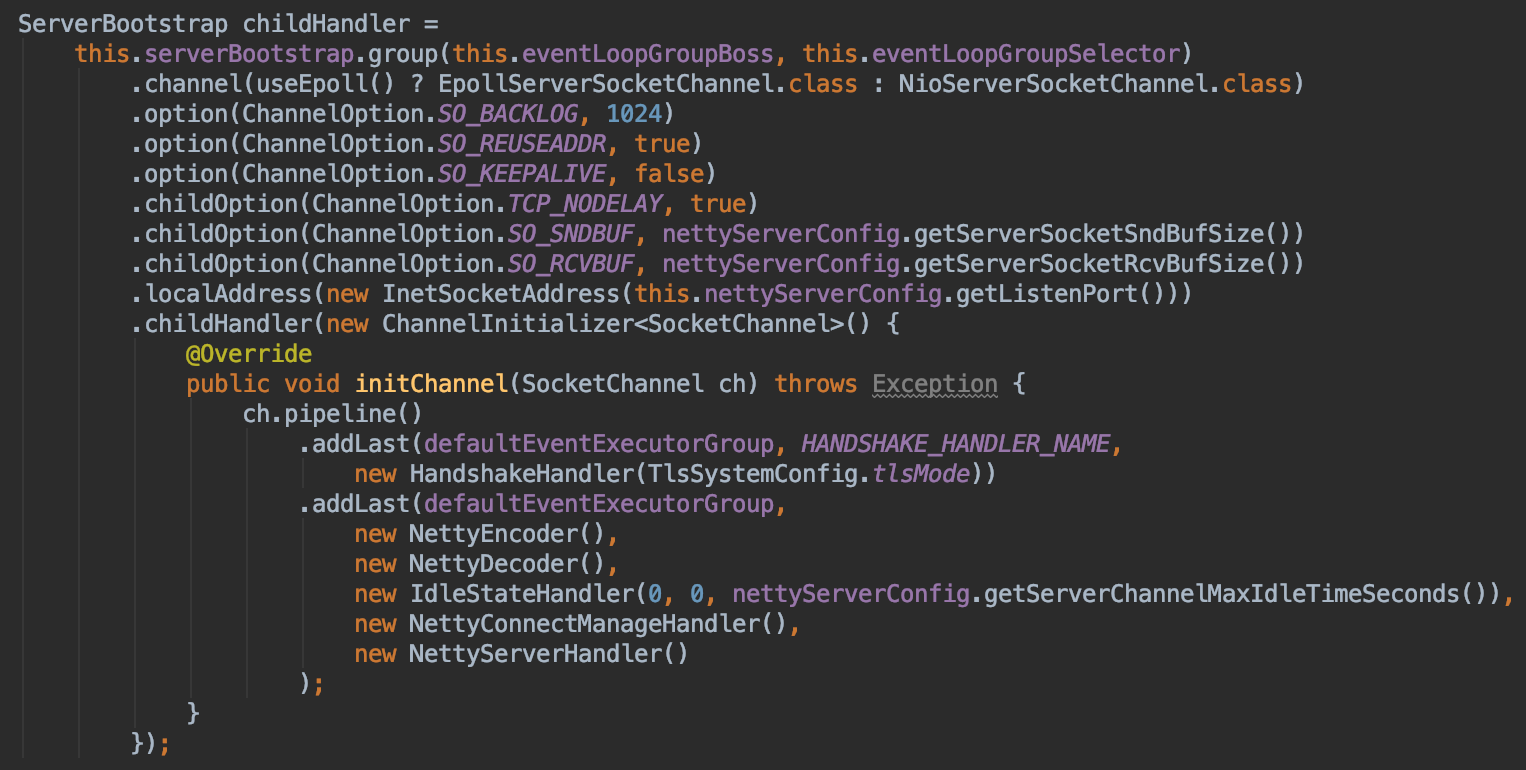 ServerBootstrap childHandler =
    this.serverBootstrap.group(this.eventLoopGroupBoss, this.eventLoopGroupSelector)
        .channel(useEpoll() ? EpollServerSocketChannel.class : NioServerSocketChannel.class)
        .option(ChannelOption.SO_BACKLOG, 1024)
        .option(ChannelOption.SO_REUSEADDR, true)
        .option(ChannelOption.SO_KEEPALIVE, false)
        .childOption(ChannelOption.TCP_NODELAY, true)
        .childOption(ChannelOption.SO_SNDBUF, nettyServerConfig.getServerSocketSndBufSize())
        .childOption(ChannelOption.SO_RCVBUF, nettyServerConfig.getServerSocketRcvBufSize())
        .localAddress(new InetSocketAddress(this.nettyServerConfig.getListenPort()))
        .childHandler(new ChannelInitializer<SocketChannel>() {
            @Override
            public void initChannel(SocketChannel ch) throws Exception {
                ch.pipeline()
                    .addLast(defaultEventExecutorGroup, HANDSHAKE_HANDLER_NAME,
                        new HandshakeHandler(TlsSystemConfig.tlsMode))
                    .addLast(defaultEventExecutorGroup,
                        new NettyEncoder(),
                        new NettyDecoder(),
                        new IdleStateHandler(0, 0, nettyServerConfig.getServerChannelMaxIdleTimeSeconds()),
                        new NettyConnectManageHandler(),
                        new NettyServerHandler()
                    );
            }
        });